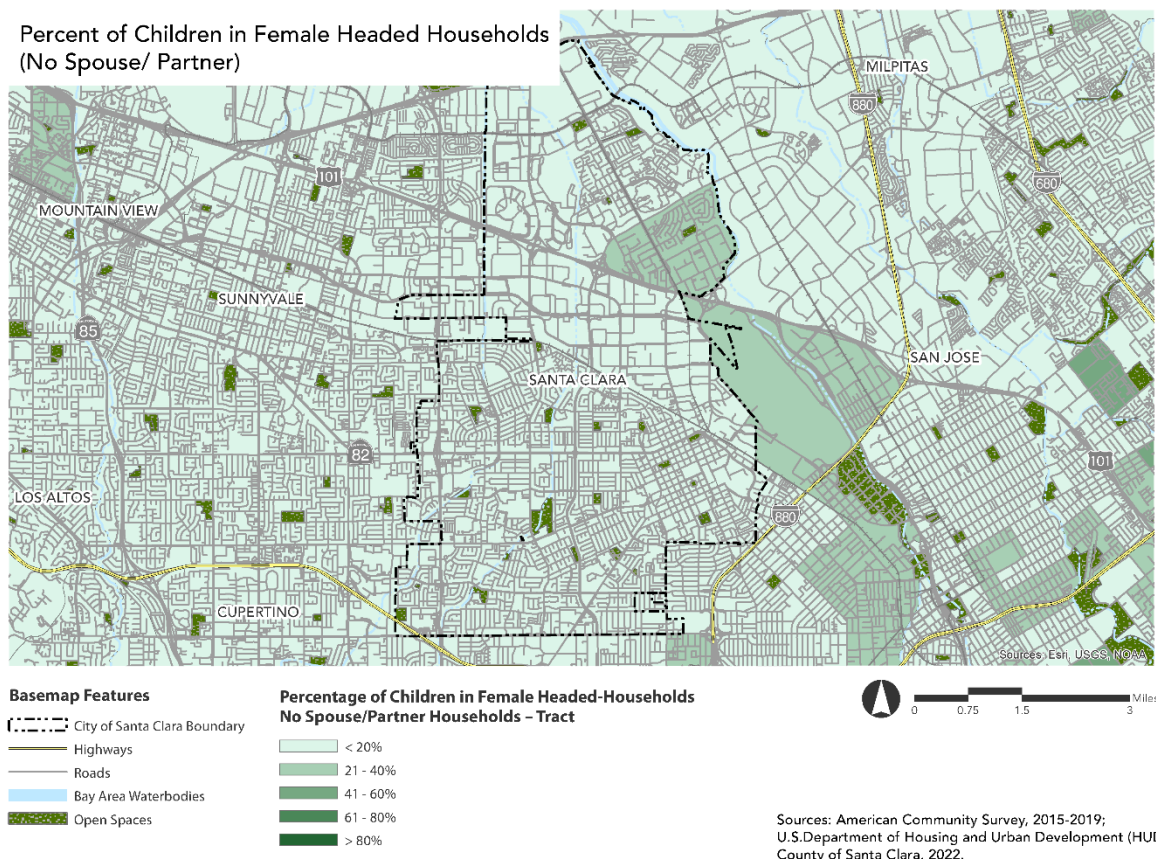 Percent of Children in Female Headed Households
(No Spouse/ Partner)
MILPITAS
880
101
680
MOUNTAIN VIEW
SUNNYVALE
85
SAN JOSE
SANTA CLARA
82
101
LOS ALTOS
880
CUPERTINO
Sources: Esri, USGS, NOAA
Basemap Features
City of Santa Clara Boundary
Highways
Roads
Bay Area Waterbodies
Open Spaces
Percentage of Children in Female Headed-Households
No Spouse/Partner Households – Tract
< 20%
21 - 40%
41 - 60%
61 - 80%
> 80%
0 0.75 1.5 3 Miles
Sources: American Community Survey, 2015-2019;
U.S.Department of Housing and Urban Development (HUD
County of Santa Clara, 2022.